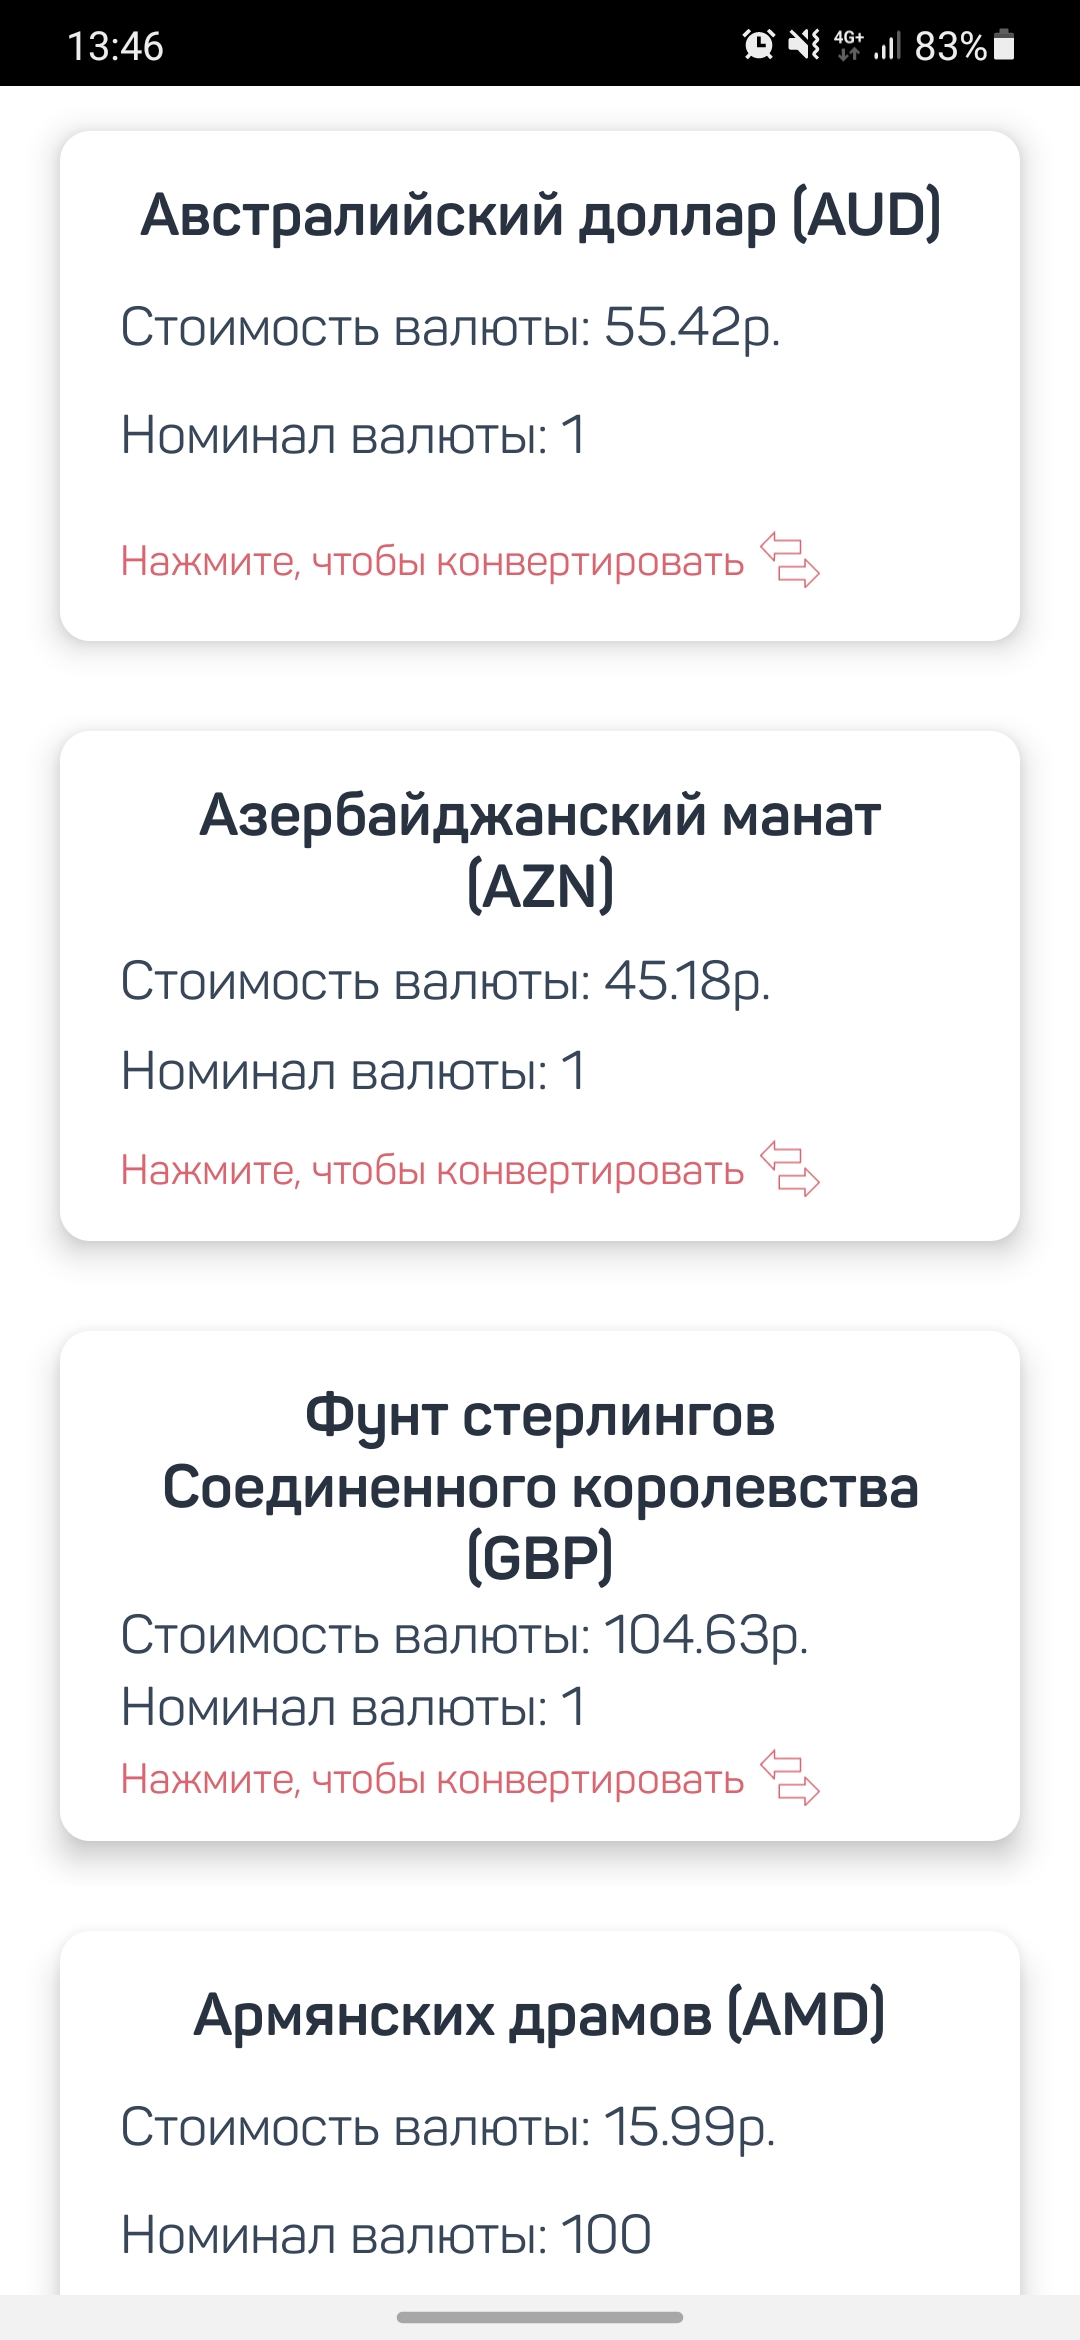 13:46
4G+
83%
Австралийский доллар (AUD)
Стоимость валюты: 55.42р.
Номинал валюты: 1
Нажмите, чтобы конвертировать
Азербайджанский манат
(AZN)
Стоимость валюты: 45.18р.
Номинал валюты: 1
Нажмите, чтобы конвертировать
Фунт стерлингов
Соединенного королевства
(GBP)
Стоимость валюты: 104.63р.
Номинал валюты: 1
Нажмите, чтобы конвертировать
Армянских драмов (AMD)
Стоимость валюты: 15.99р.
Номинал валюты: 100